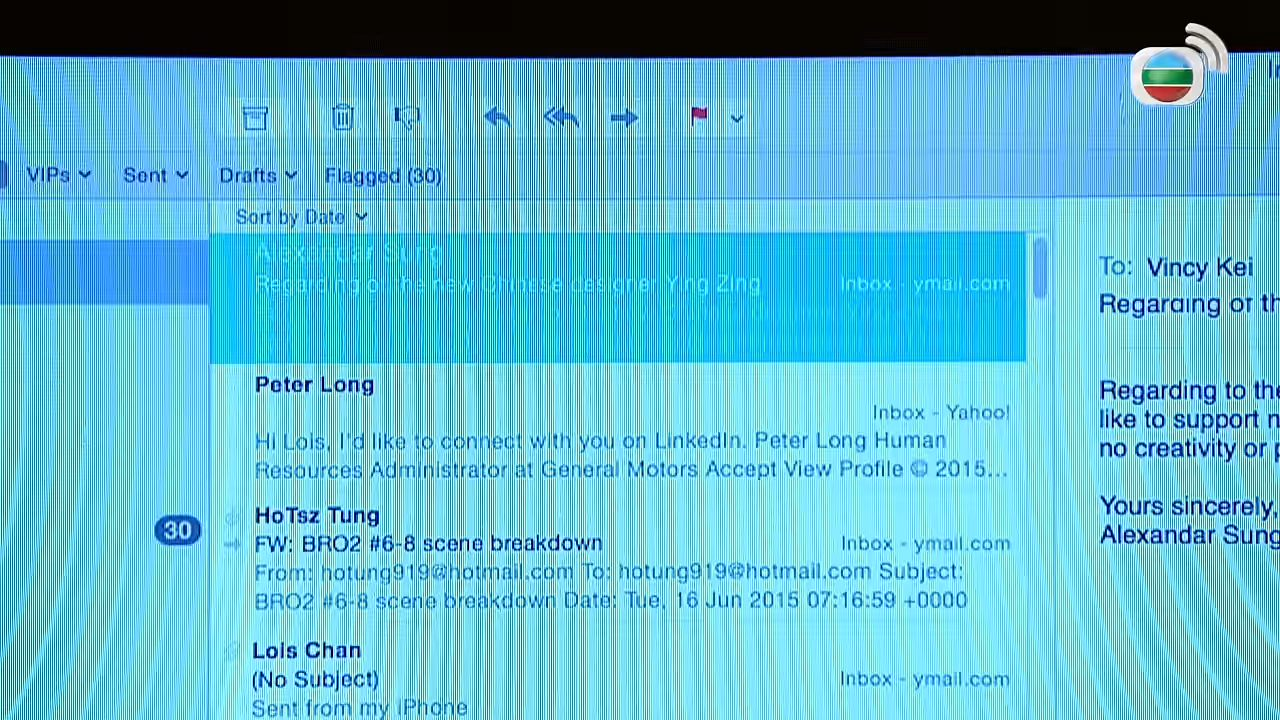 VIPs Sent Drafts Flagged (30)
Sort by Date
Alexandar Sung
Regarding of the new Chinese designer Ying Zing Inbox - ymail.com
To: Vincy Kei
Regarding of th
Peter Long
Inbox - Yahoo!
Hi Lois, I'd like to connect with you on LinkedIn. Peter Long Human
Resources Administrator at General Motors Accept View Profile © 2015...
Regarding to the
like to support n
no creativity or p
30
HoTsz Tung
FW: BRO2 #6-8 scene breakdown Inbox - ymail.com
From: hotung919@hotmail.com To: hotung919@hotmail.com Subject:
BRO2 #6-8 scene breakdown Date: Tue, 16 Jun 2015 07:16:59 +0000
Yours sincerely,
Alexandar Sung
Lois Chan
(No Subject) Inbox - ymail.com
Sent from my iPhone